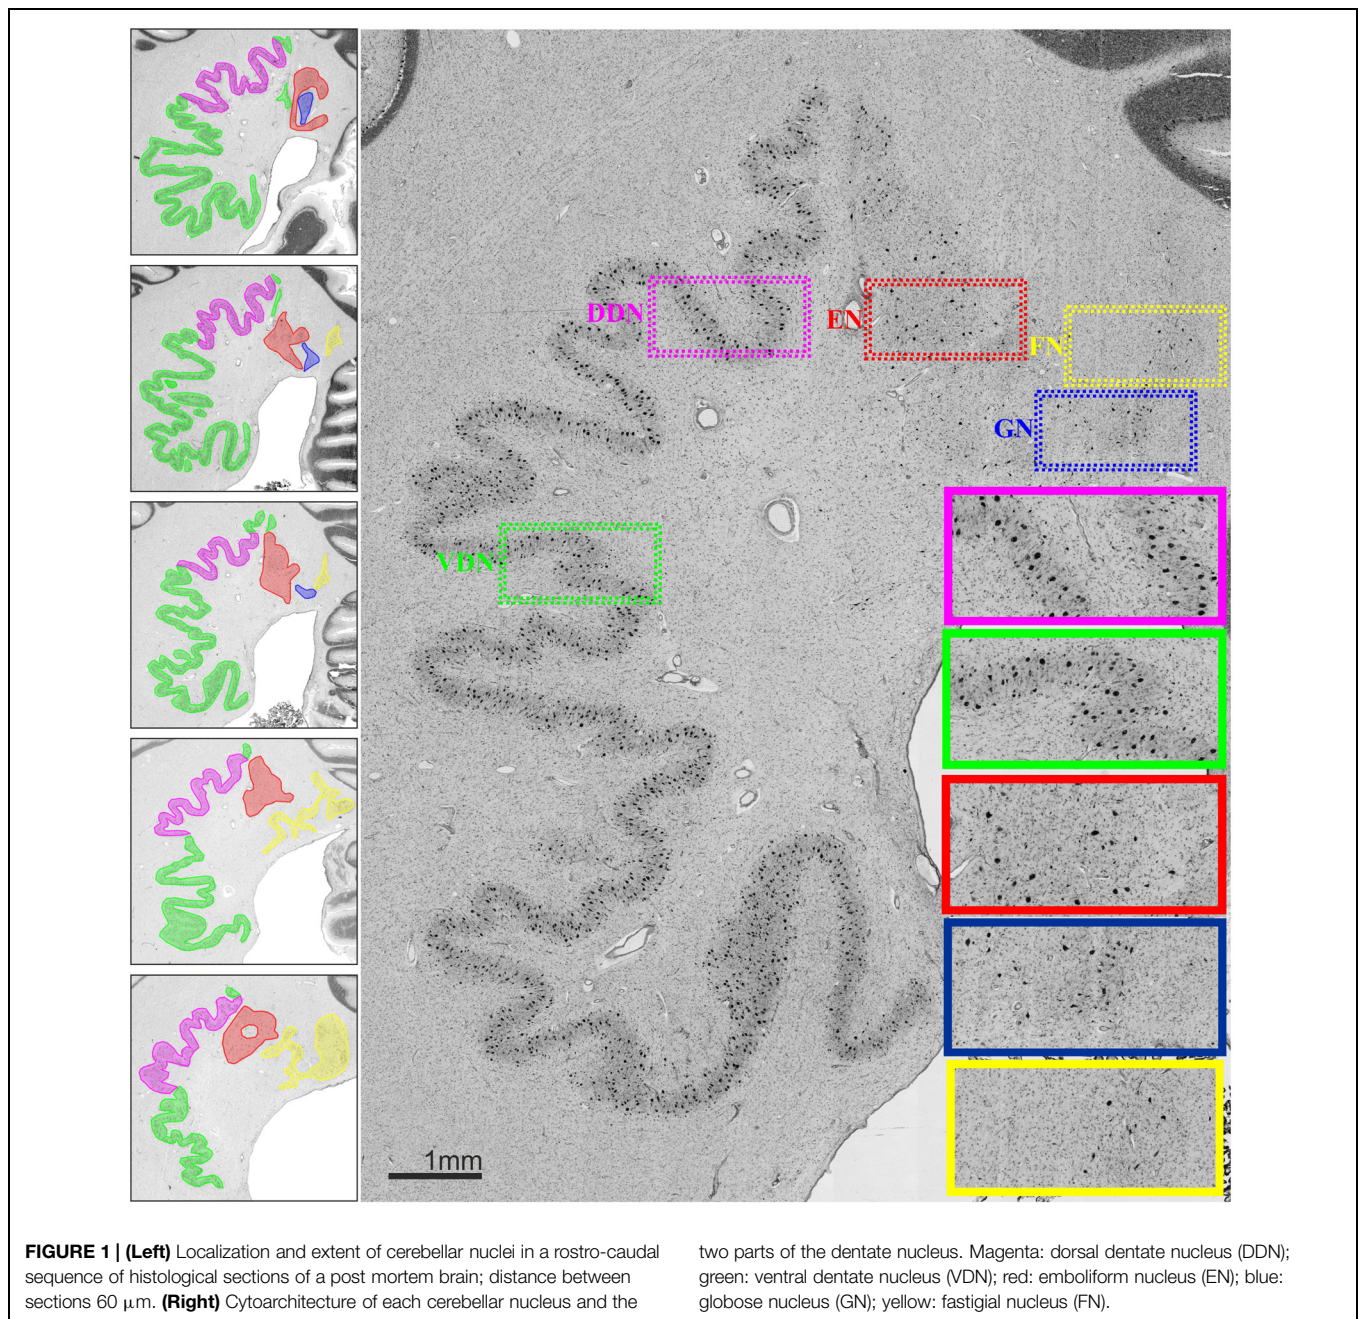 DDN
EN
FN
GN
VDN
1mm
FIGURE 1 | (Left) Localization and extent of cerebellar nuclei in a rostro-caudal
sequence of histological sections of a post mortem brain; distance between
sections 60 μm. (Right) Cytoarchitecture of each cerebellar nucleus and the
two parts of the dentate nucleus. Magenta: dorsal dentate nucleus (DDN);
green: ventral dentate nucleus (VDN); red: emboliform nucleus (EN); blue:
globose nucleus (GN); yellow: fastigial nucleus (FN).